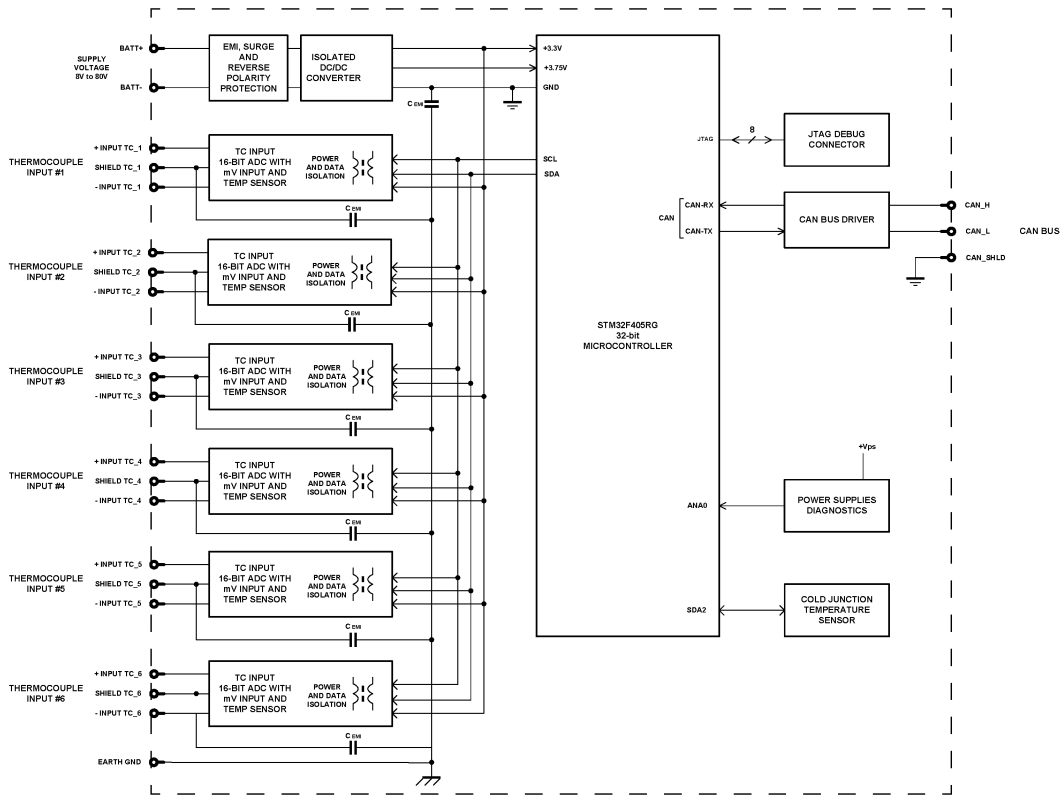 BATT+
SUPPLY
VOLTAGE
8V to 80V
BATT-
EMI, SURGE
AND
REVERSE
POLARITY
PROTECTION
ISOLATED
DC/DC
CONVERTER
C EMI
+3.3V
+3.75V
GND
THERMOCOUPLE
INPUT #1
+ INPUT TC_1
SHIELD TC_1
- INPUT TC_1
TC INPUT
16-BIT ADC WITH
mV INPUT AND
TEMP SENSOR
POWER
AND DATA
ISOLATION
C EMI
SCL
SDA
THERMOCOUPLE
INPUT #2
+ INPUT TC_2
SHIELD TC_2
- INPUT TC_2
TC INPUT
16-BIT ADC WITH
mV INPUT AND
TEMP SENSOR
POWER
AND DATA
ISOLATION
C EMI
THERMOCOUPLE
INPUT #3
+ INPUT TC_3
SHIELD TC_3
- INPUT TC_3
TC INPUT
16-BIT ADC WITH
mV INPUT AND
TEMP SENSOR
POWER
AND DATA
ISOLATION
C EMI
THERMOCOUPLE
INPUT #4
+ INPUT TC_4
SHIELD TC_4
- INPUT TC_4
TC INPUT
16-BIT ADC WITH
mV INPUT AND
TEMP SENSOR
POWER
AND DATA
ISOLATION
C EMI
THERMOCOUPLE
INPUT #5
+ INPUT TC_5
SHIELD TC_5
- INPUT TC_5
TC INPUT
16-BIT ADC WITH
mV INPUT AND
TEMP SENSOR
POWER
AND DATA
ISOLATION
C EMI
THERMOCOUPLE
INPUT #6
+ INPUT TC_6
SHIELD TC_6
- INPUT TC_6
TC INPUT
16-BIT ADC WITH
mV INPUT AND
TEMP SENSOR
POWER
AND DATA
ISOLATION
C EMI
EARTH GND
STM32F405RG
32-bit
MICROCONTROLLER
JTAG
8
JTAG DEBUG
CONNECTOR
CAN
CAN-RX
CAN-TX
CAN BUS DRIVER
CAN_H
CAN_L
CAN_SHLD
CAN BUS
+Vps
ANA0
POWER SUPPLIES
DIAGNOSTICS
SDA2
COLD JUNCTION
TEMPERATURE
SENSOR